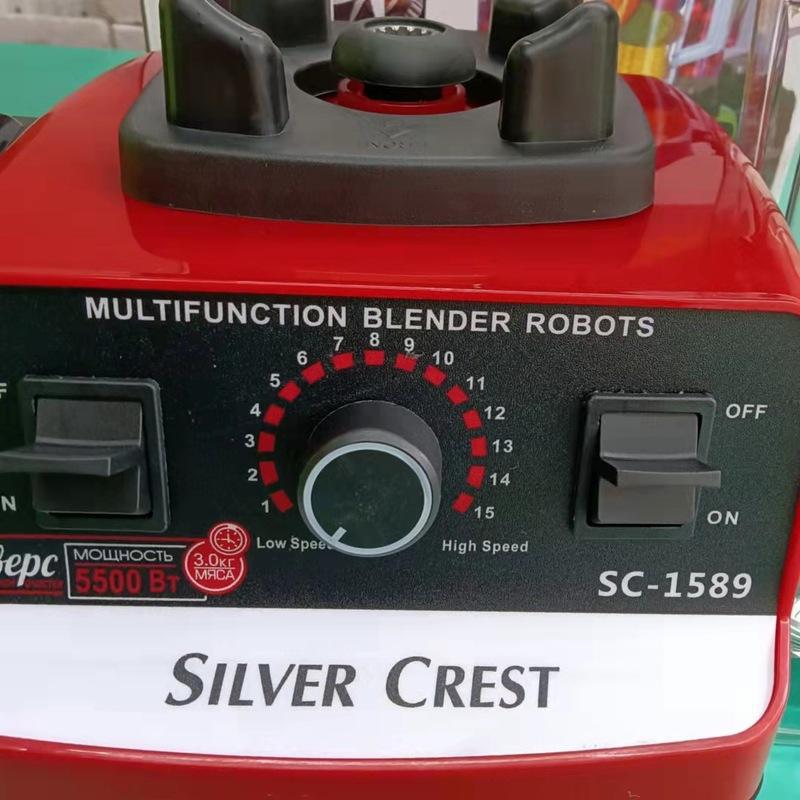 MULTIFUNCTION BLENDER ROBOTS
1
2
3
4
5
6
7
8
9
10
11
12
13
14
15
Low Speed
High Speed
OFF
ON
МОЩНОСТЬ
5500 Вт
3.0кг
МЯСА
SC-1589
SILVER CREST